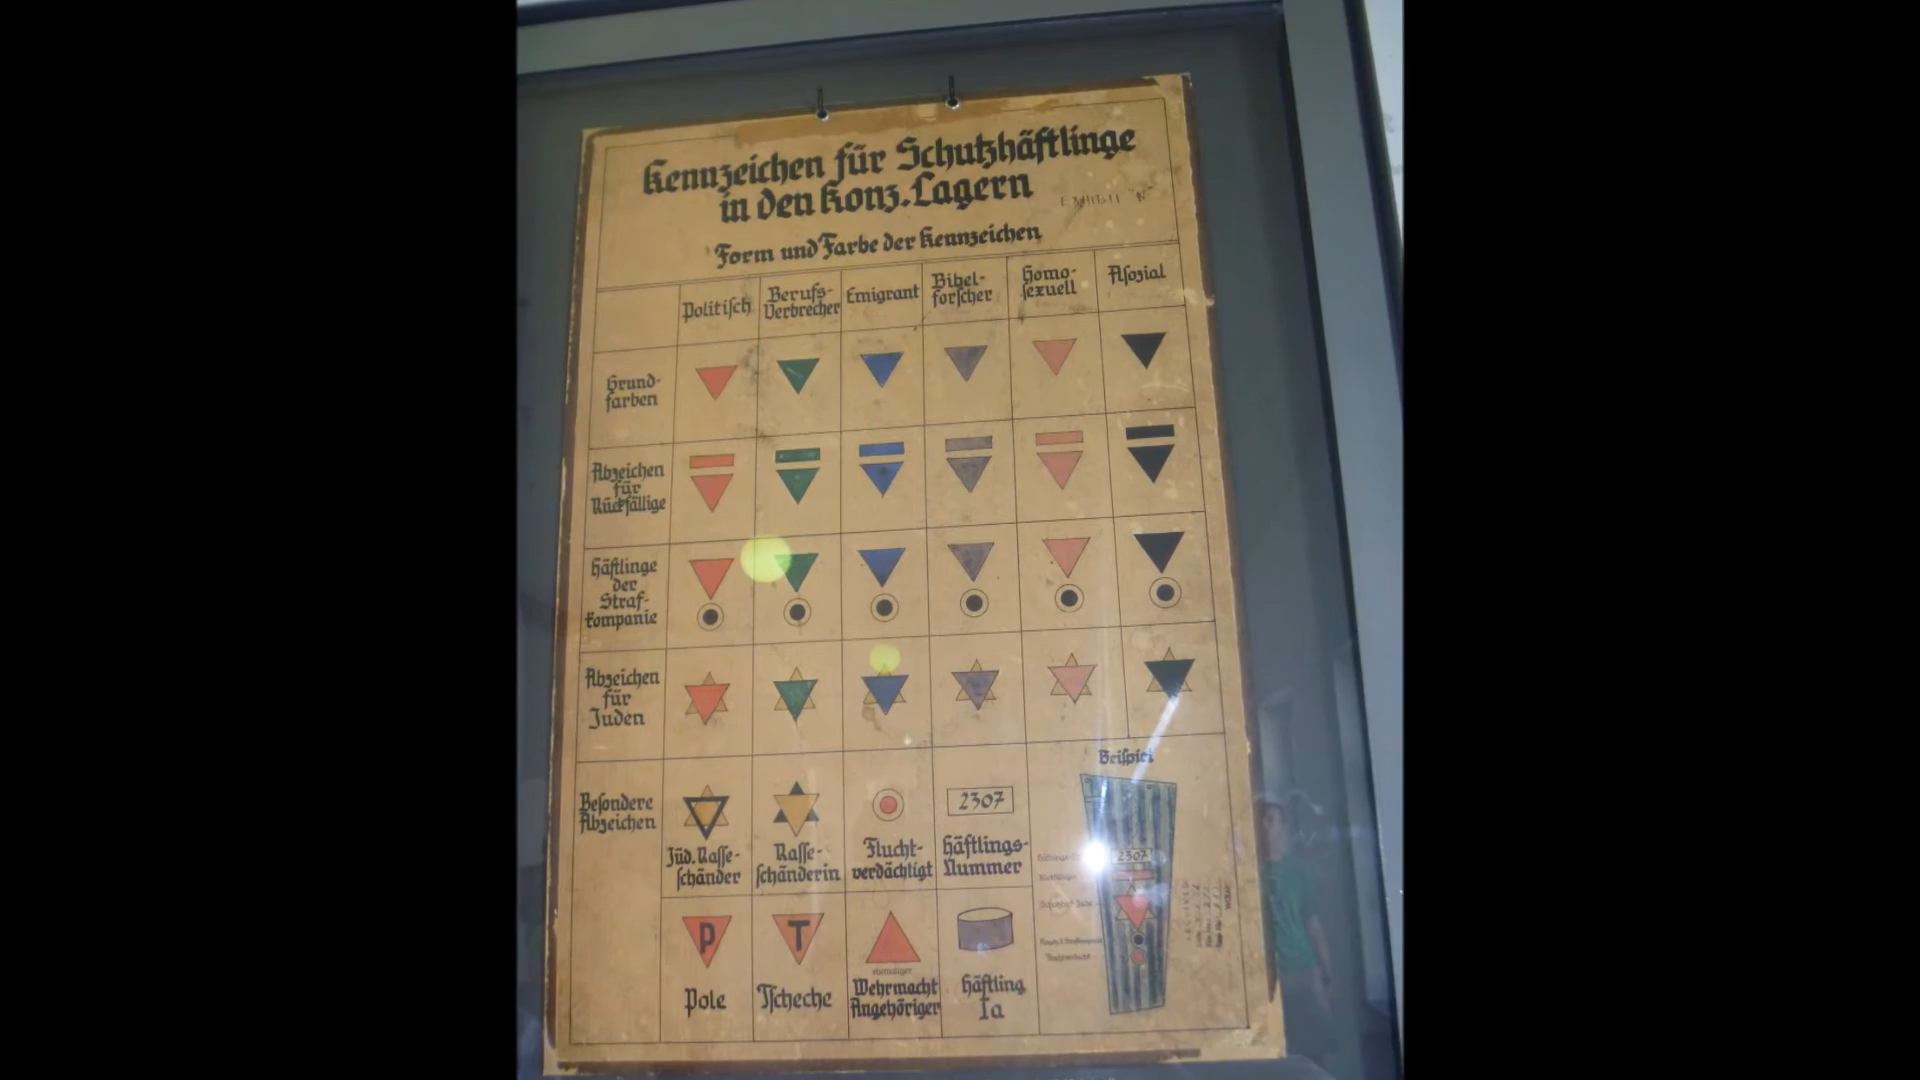 Kennzeichen für Schutzhäftlinge
in den Konz.Lagern
Form und Farbe der Kennzeichen
Politisch
Berufs-
Verbrecher
Emigrant
Bibel-
forscher
Homo-
sexuell
Asozial
Grund-
farben
Abzeichen
für
Rückfällige
Häftlinge
der
Straf-
kompanie
Abzeichen
für
Juden
Besondere
Abzeichen
Jüd. Rasse-
schänder
Rasse-
schänderin
Flucht-
verdächtigt
2307
Häftlings-
Nummer
P
Pole
T
Tscheche
ehemaliger
Wehrmacht
Angehöriger
Häftling
Ia
Beispiel
2307